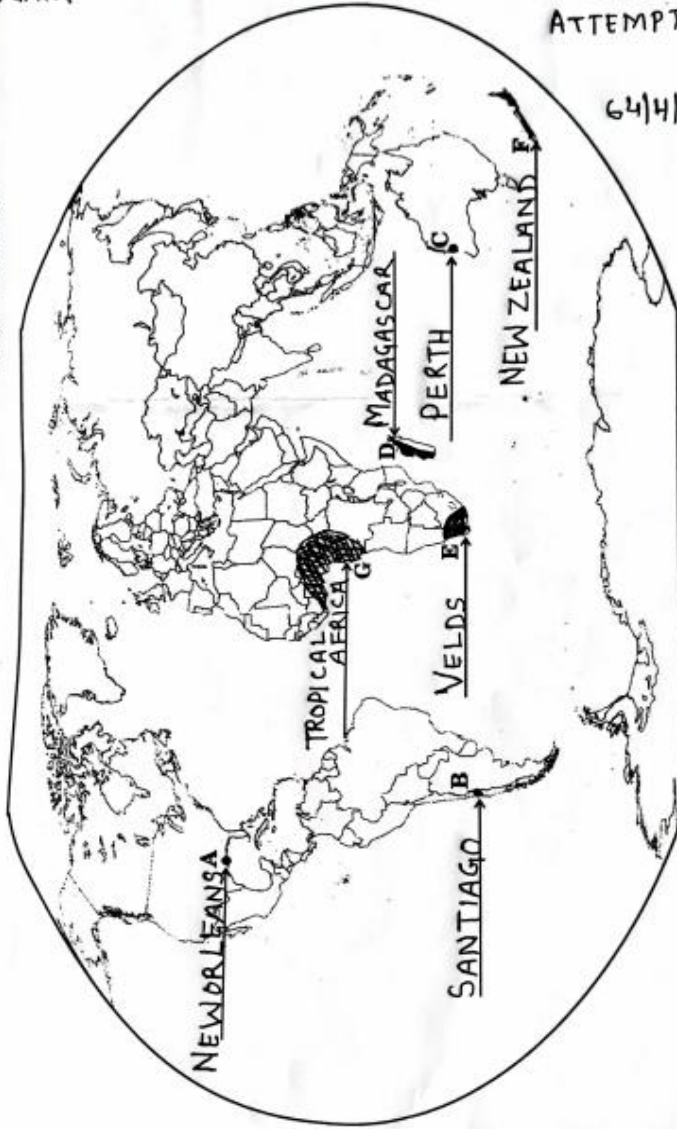 ATTEMPT
64/4/
NEW ORLEANS A
SANTIAGO
B
TROPICAL
AFRICA
G
VELDS
E
MADAGASCAR
D
PERTH
C
NEW ZEALAND
F